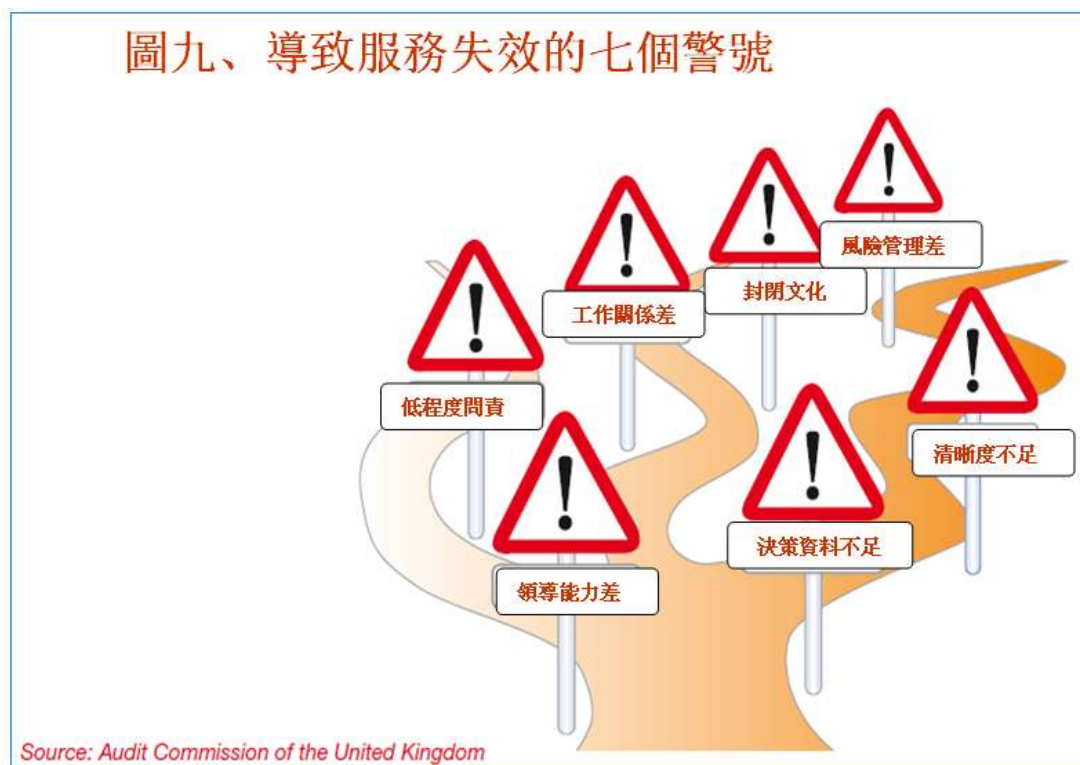 圖九、導致服務失效的七個警號
風險管理差
封閉文化
工作關係差
低程度問責
清晰度不足
決策資料不足
領導能力差
Source: Audit Commission of the United Kingdom